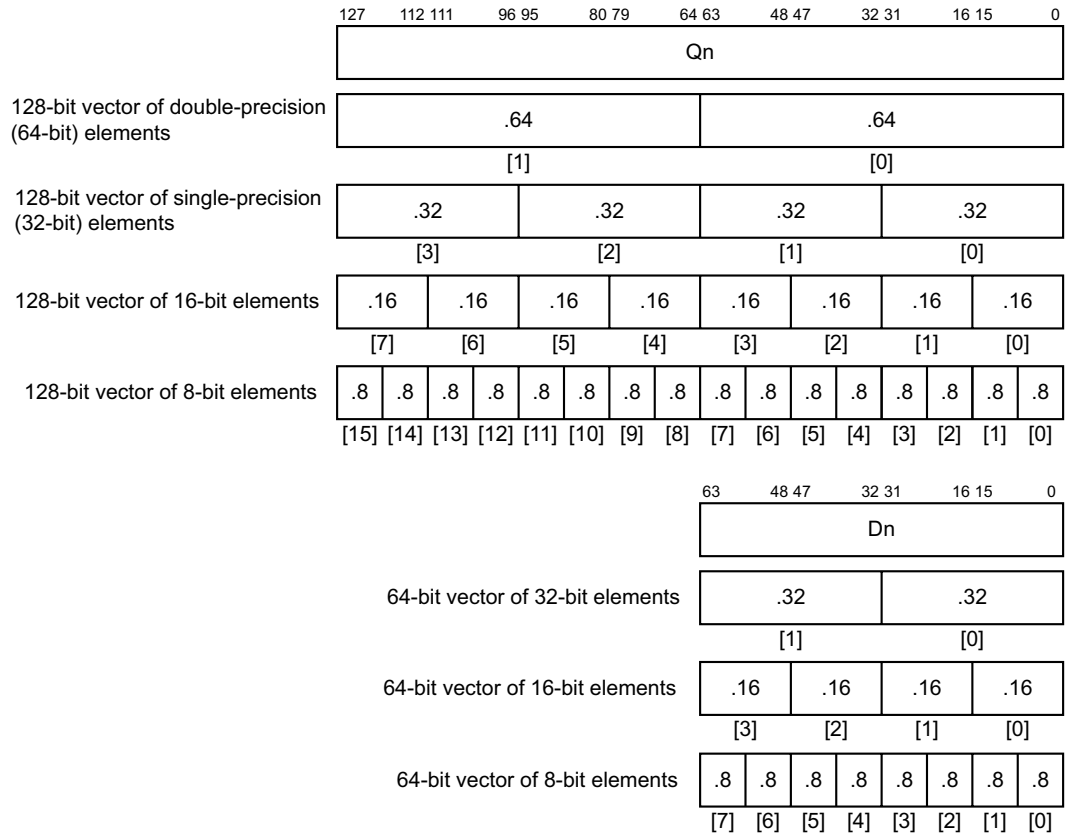 127 112 111 96 95 80 79 64 63 48 47 32 31 16 15 0
Qn
128-bit vector of double-precision
(64-bit) elements
.64 .64
[1] [0]
128-bit vector of single-precision
(32-bit) elements
.32 .32 .32 .32
[3] [2] [1] [0]
128-bit vector of 16-bit elements .16 .16 .16 .16 .16 .16 .16 .16
[7] [6] [5] [4] [3] [2] [1] [0]
128-bit vector of 8-bit elements .8 .8 .8 .8 .8 .8 .8 .8 .8 .8 .8 .8 .8 .8 .8 .8
[15] [14] [13] [12] [11] [10] [9] [8] [7] [6] [5] [4] [3] [2] [1] [0]
63 48 47 32 31 16 15 0
Dn
64-bit vector of 32-bit elements .32 .32
[1] [0]
64-bit vector of 16-bit elements .16 .16 .16 .16
[3] [2] [1] [0]
64-bit vector of 8-bit elements .8 .8 .8 .8 .8 .8 .8 .8
[7] [6] [5] [4] [3] [2] [1] [0]